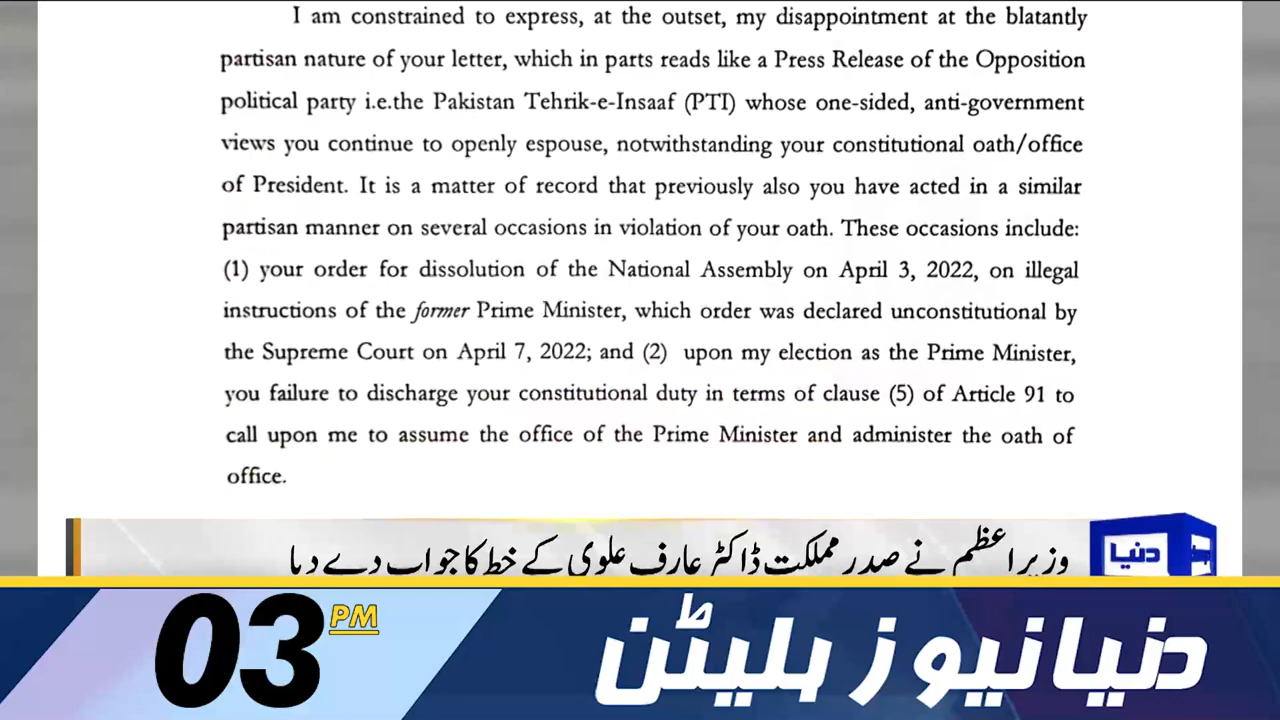 I am constrained to express, at the outset, my disappointment at the blatantly
partisan nature of your letter, which in parts reads like a Press Release of the Opposition
political party i.e.the Pakistan Tehrik-e-Insaaf (PTI) whose one-sided, anti-government
views you continue to openly espouse, notwithstanding your constitutional oath/office
of President. It is a matter of record that previously also you have acted in a similar
partisan manner on several occasions in violation of your oath. These occasions include:
(1) your order for dissolution of the National Assembly on April 3, 2022, on illegal
instructions of the former Prime Minister, which order was declared unconstitutional by
the Supreme Court on April 7, 2022; and (2) upon my election as the Prime Minister,
you failure to discharge your constitutional duty in terms of clause (5) of Article 91 to
call upon me to assume the office of the Prime Minister and administer the oath of
office.
وزیراعظم نے صدر مملکت ڈاکٹر عارف علوی کے خط کا جواب دے دیا
دنیا
03 PM
دنیا نیوز بلیٹن